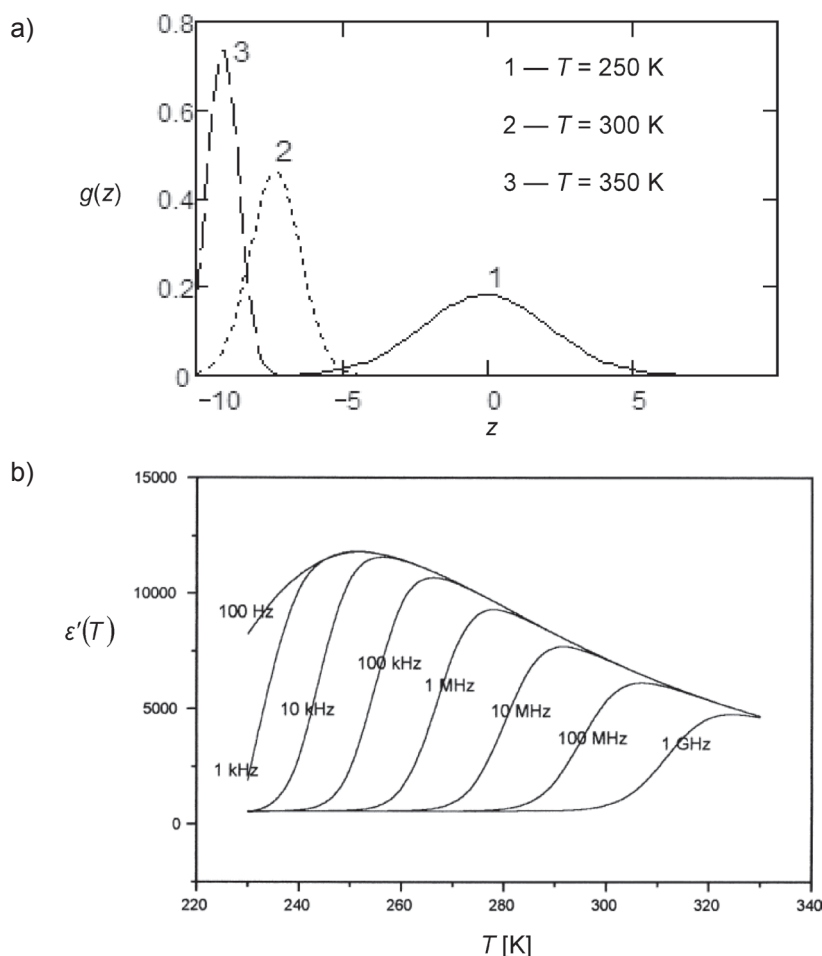 a)
0.8
0.6
0.4
0.2
0
g(z)
3
2
1
1 — T = 250 K
2 — T = 300 K
3 — T = 350 K
−10
−5
0
5
z
b)
15000
10000
5000
0
ε′(T)
100 Hz
1 kHz
10 kHz
100 kHz
1 MHz
10 MHz
100 MHz
1 GHz
220
240
260
280
300
320
340
T [K]